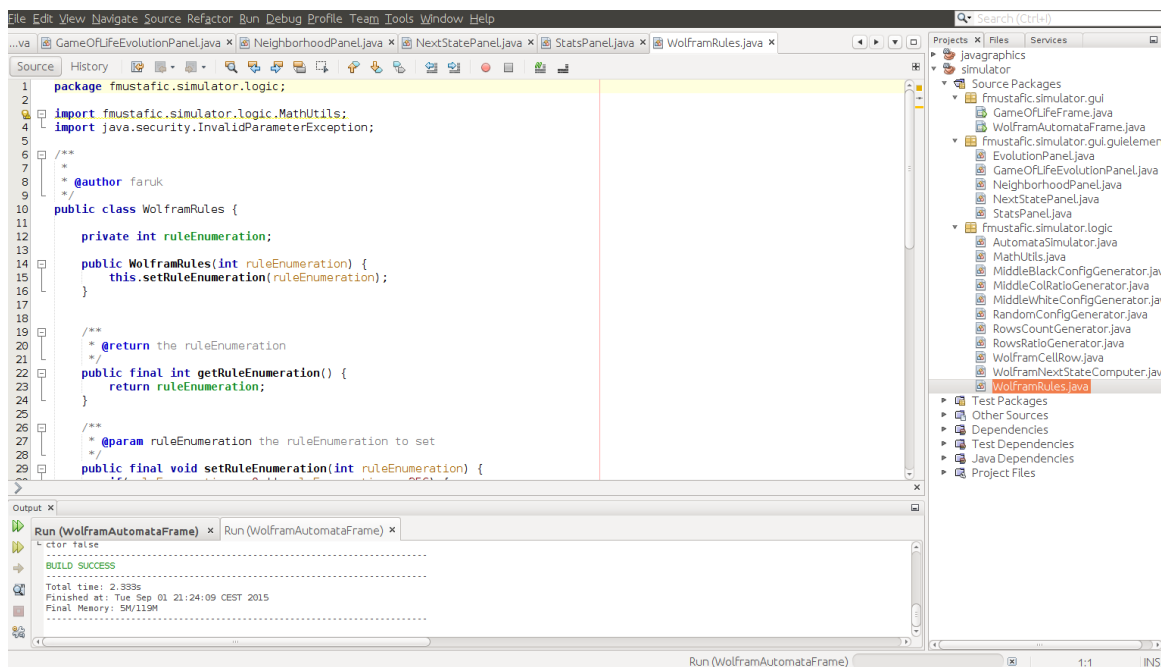 File Edit View Navigate Source Refactor Run Debug Profile Team Tools Window Help
Search (Ctrl+I)
...va GameOfLifeEvolutionPanel.java × NeighborhoodPanel.java × NextStatePanel.java × StatsPanel.java × WolframRules.java ×
Source History
1 package fmustafic.simulator.logic;
2
import fmustafic.simulator.logic.MathUtils;
4 import java.security.InvalidParameterException;
5
6 /**
7 *
8 * @author faruk
9 */
10 public class WolframRules {
11
12 private int ruleEnumeration;
13
14 public WolframRules(int ruleEnumeration) {
15 this.setRuleEnumeration(ruleEnumeration);
16 }
17
18
19 /**
20 * @return the ruleEnumeration
21 */
22 public final int getRuleEnumeration() {
23 return ruleEnumeration;
24 }
25
26 /**
27 * @param ruleEnumeration the ruleEnumeration to set
28 */
29 public final void setRuleEnumeration(int ruleEnumeration) {
Projects × Files Services
javagraphics
simulator
Source Packages
fmustafic.simulator.gui
GameOfLifeFrame.java
WolframAutomataFrame.java
fmustafic.simulator.gui.guielemen
EvolutionPanel.java
GameOfLifeEvolutionPanel.java
NeighborhoodPanel.java
NextStatePanel.java
StatsPanel.java
fmustafic.simulator.logic
AutomataSimulator.java
MathUtils.java
MiddleBlackConfigGenerator.jav
MiddleColRatioGenerator.java
MiddleWhiteConfigGenerator.jav
RandomConfigGenerator.java
RowsCountGenerator.java
RowsRatioGenerator.java
WolframCellRow.java
WolframNextStateComputer.jav
WolframRules.java
Test Packages
Other Sources
Dependencies
Test Dependencies
Java Dependencies
Project Files
Output ×
Run (WolframAutomataFrame) × Run (WolframAutomataFrame) ×
ctor false
------------------------------------------------------------------------
BUILD SUCCESS
------------------------------------------------------------------------
Total time: 2.333s
Finished at: Tue Sep 01 21:24:09 CEST 2015
Final Memory: 5M/119M
------------------------------------------------------------------------
Run (WolframAutomataFrame) 1:1 INS